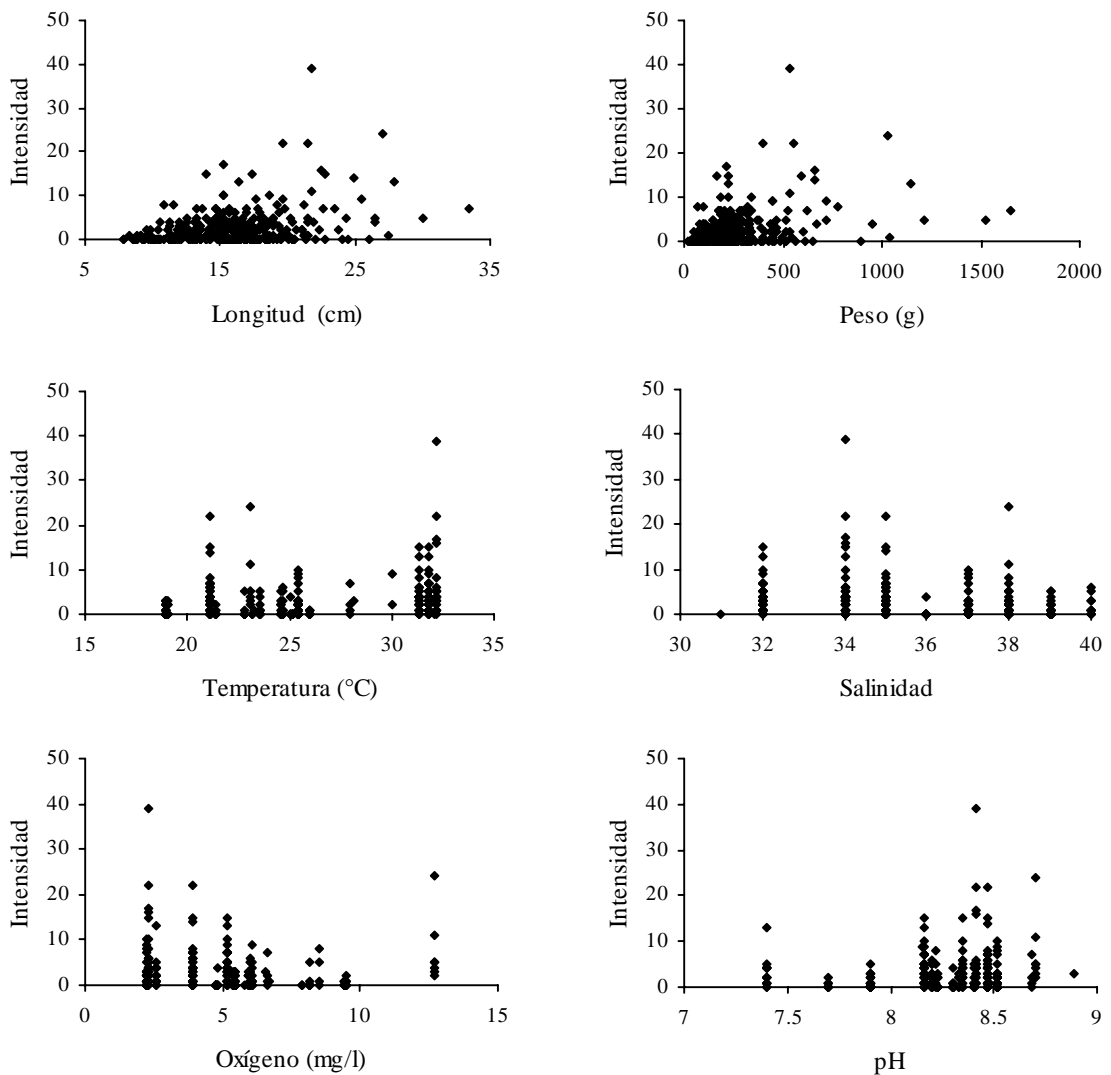 50
40
30
20
10
0
Intensidad
5 15 25 35
Longitud (cm)
50
40
30
20
10
0
Intensidad
0 500 1000 1500 2000
Peso (g)
50
40
30
20
10
0
Intensidad
15 20 25 30 35
Temperatura (°C)
50
40
30
20
10
0
Intensidad
30 32 34 36 38 40
Salinidad
50
40
30
20
10
0
Intensidad
0 5 10 15
Oxígeno (mg/l)
50
40
30
20
10
0
Intensidad
7 7.5 8 8.5 9
pH